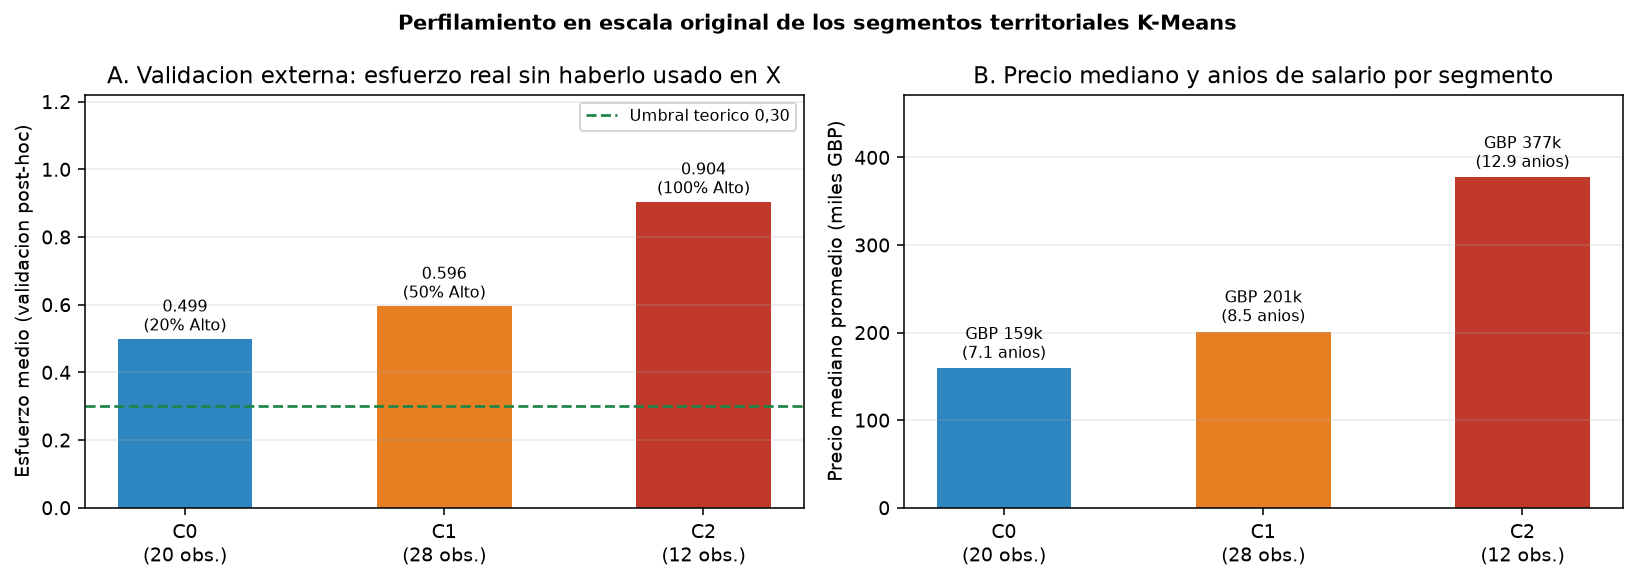 Perfilamiento en escala original de los segmentos territoriales K-Means
A. Validacion externa: esfuerzo real sin haberlo usado en X
Esfuerzo medio (validacion post-hoc)
1.2
1.0
0.8
0.6
0.4
0.2
0.0
Umbral teorico 0,30
0.499
(20% Alto)
0.596
(50% Alto)
0.904
(100% Alto)
C0
(20 obs.)
C1
(28 obs.)
C2
(12 obs.)
B. Precio mediano y anios de salario por segmento
Precio mediano promedio (miles GBP)
400
300
200
100
0
GBP 159k
(7.1 anios)
GBP 201k
(8.5 anios)
GBP 377k
(12.9 anios)
C0
(20 obs.)
C1
(28 obs.)
C2
(12 obs.)